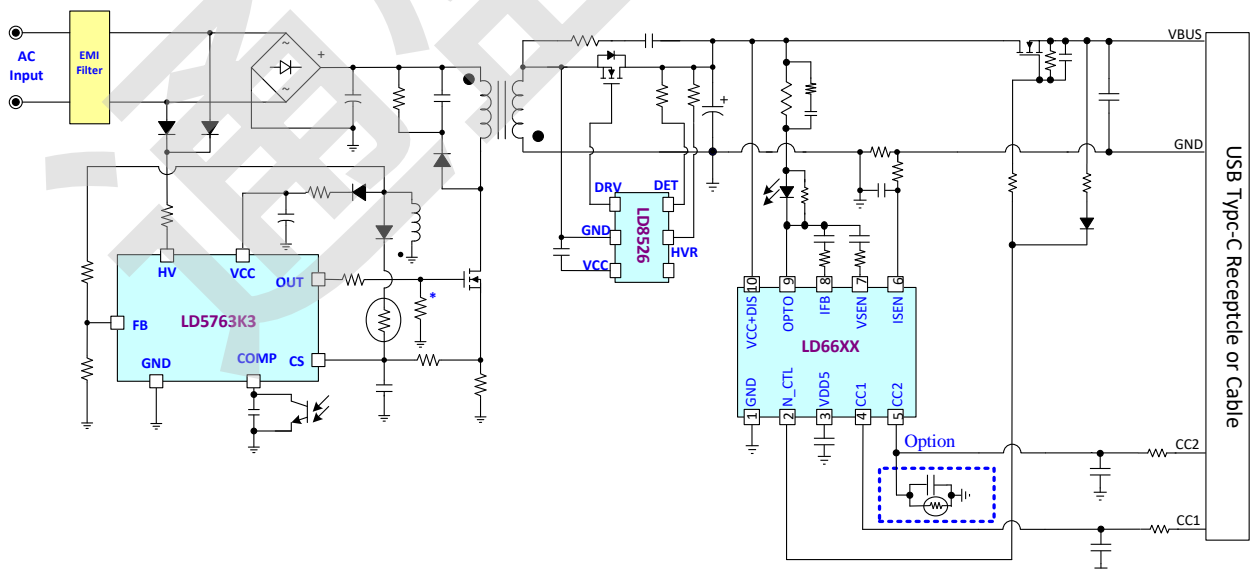 AC
Input
EMI
Filter
~
+
~
VBUS
GND
USB Typc-C Receptcle or Cable
DRV
DET
GND
HVR
VCC
LD8526
+
HV
VCC
OUT
*
LD5763K3
FB
GND
COMP
CS
10
9
8
7
6
VCC+DIS
OPTO
IFB
VSEN
ISEN
LD66XX
GND
N_CTL
VDD5
CC1
CC2
1
2
3
4
5
Option
CC2
CC1